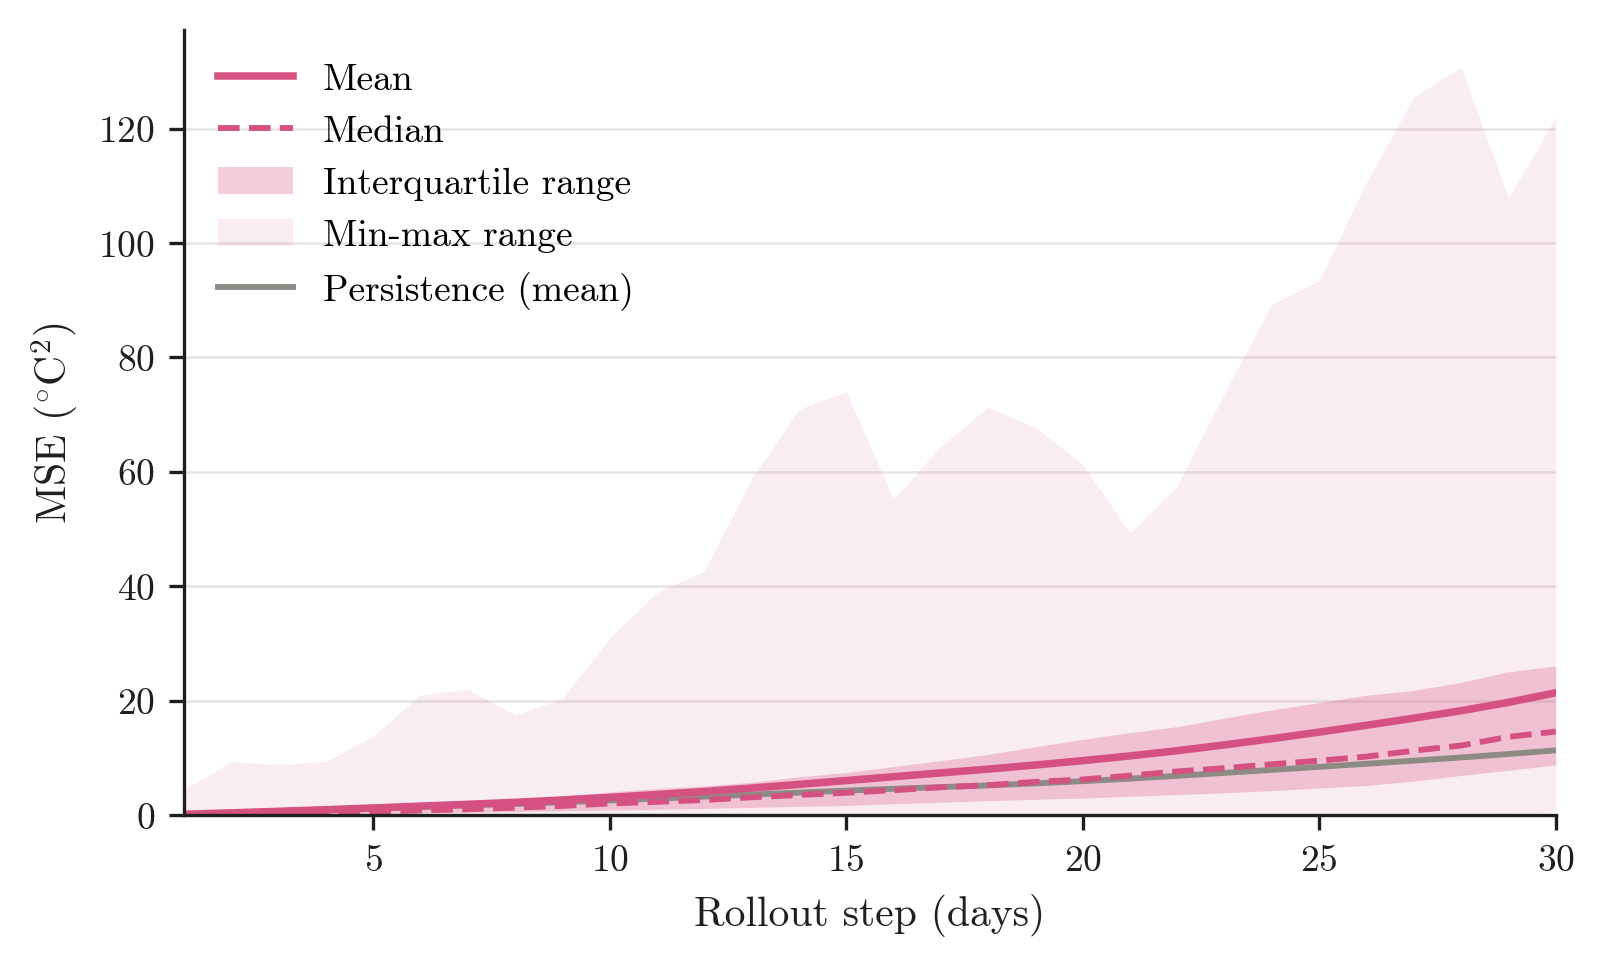 Mean
Median
Interquartile range
Min-max range
Persistence (mean)
MSE (°C²)
120
100
80
60
40
20
0
5 10 15 20 25 30
Rollout step (days)